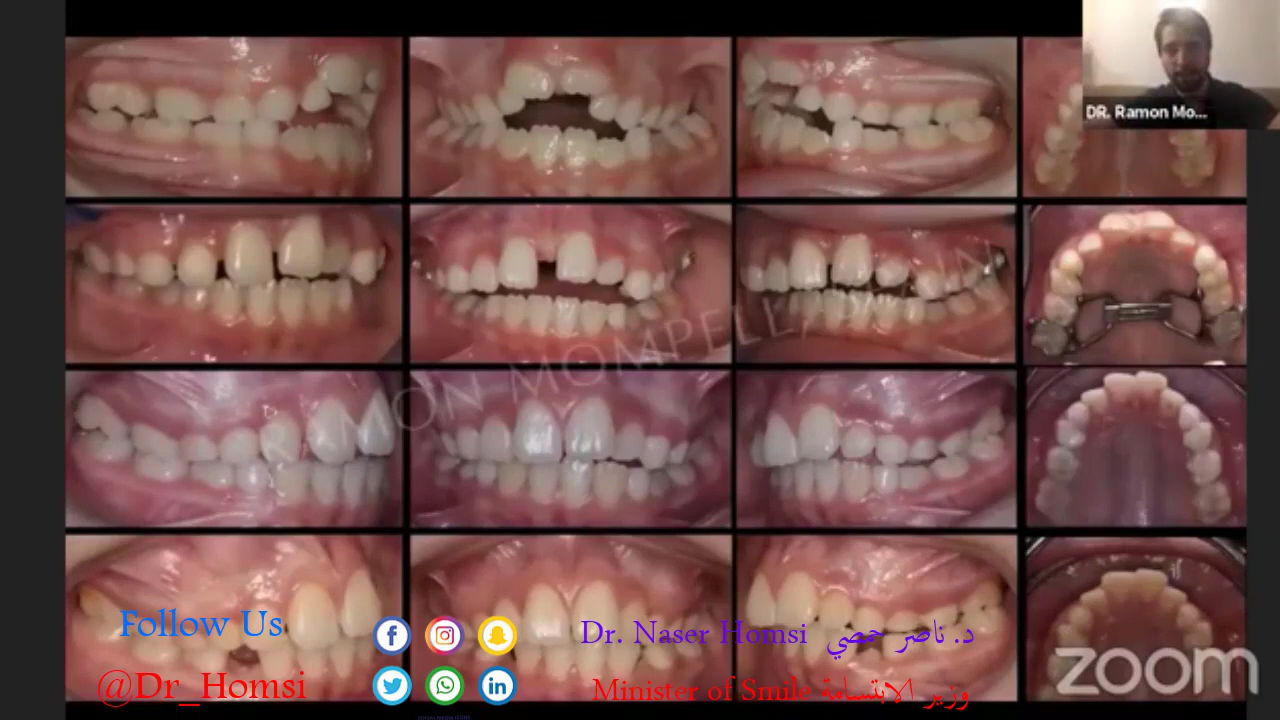 DR. Ramon Mo...
RAMON MOMPELL
Follow Us
Dr. Naser Homsi د. ناصر حمصي
@Dr_Homsi
Minister of Smile وزير الابتسامة
zoom